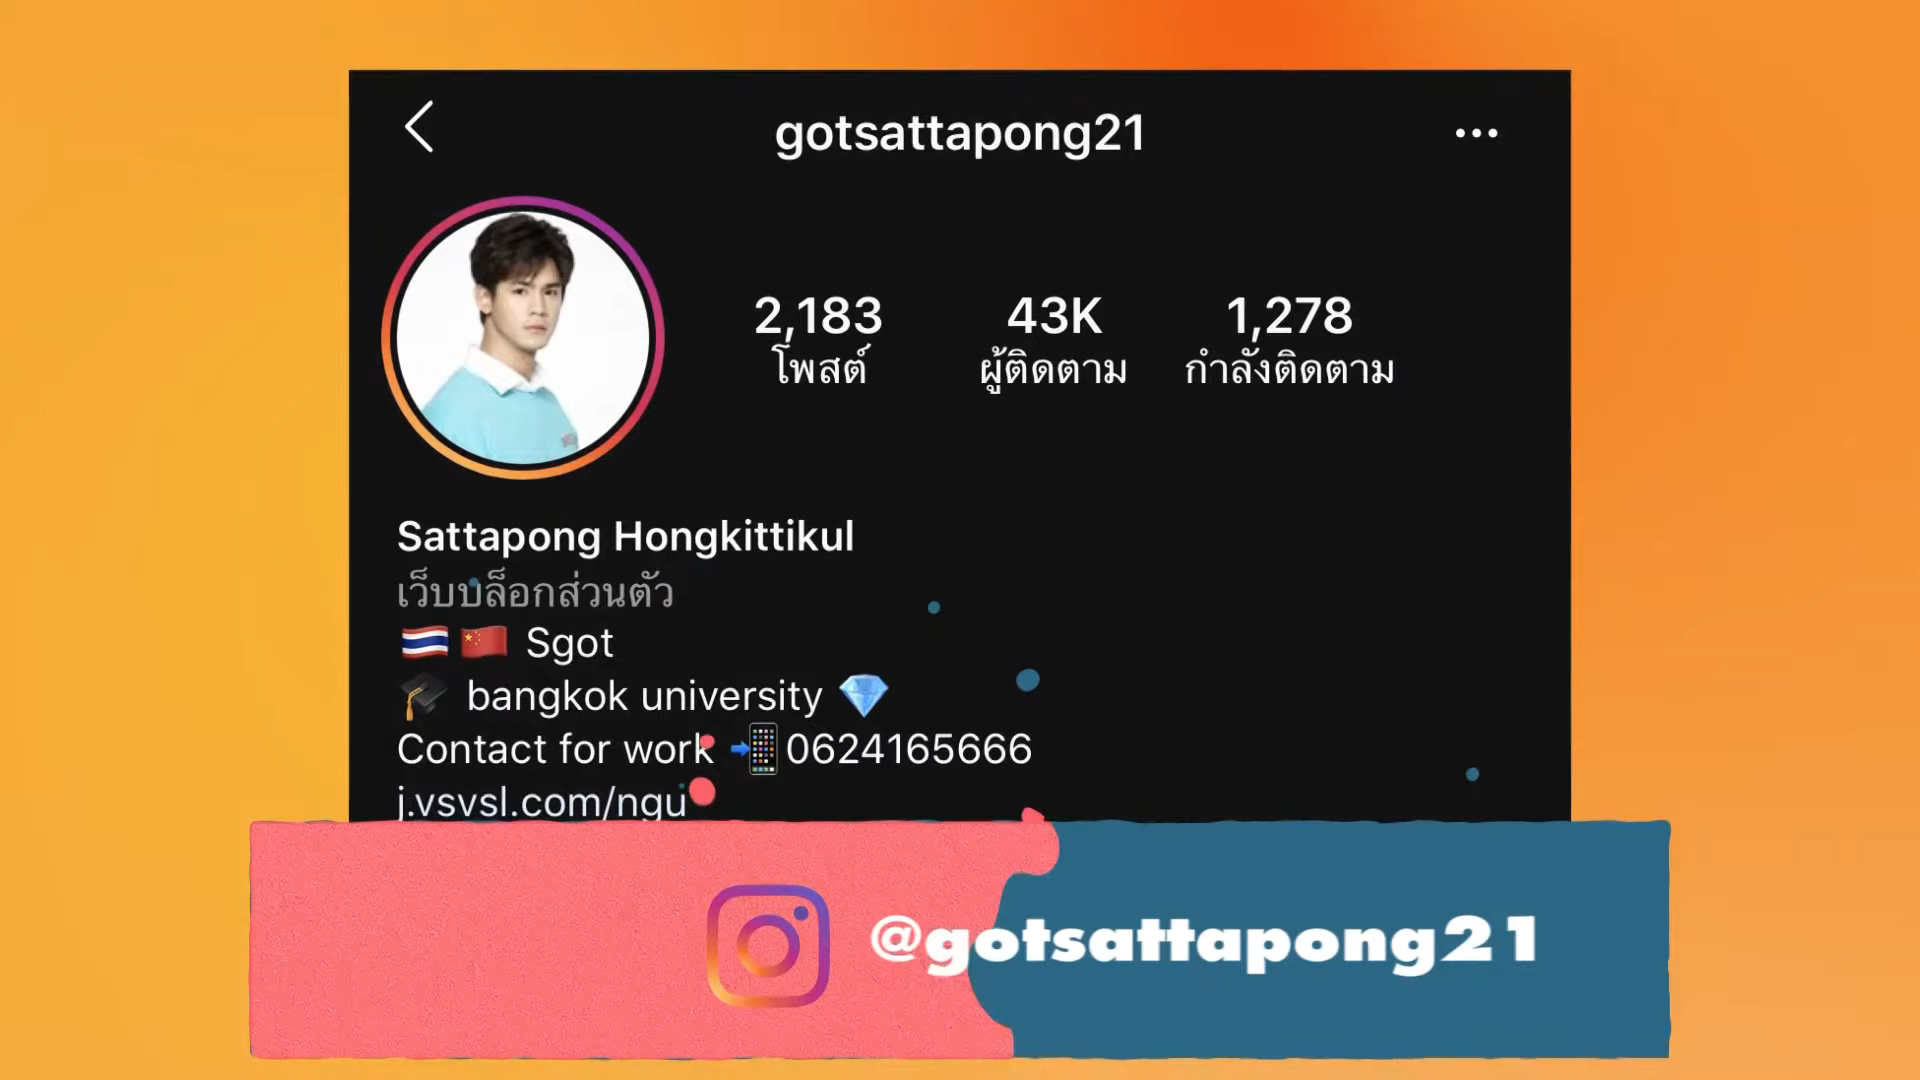 gotsattapong21
2,183 43K 1,278
โพสต์ ผู้ติดตาม กำลังติดตาม
Sattapong Hongkittikul
เว็บบล็อกส่วนตัว
🇹🇭🇨🇳 Sgot
🎓 bangkok university 💎
Contact for work 📲0624165666
j.vsvsl.com/ngu
@gotsattapong21